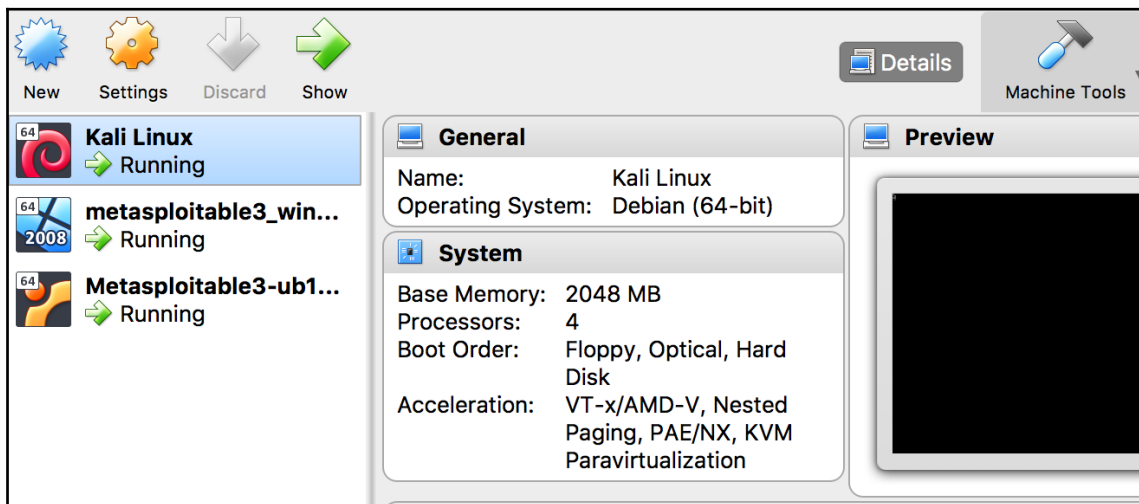 New Settings Discard Show Details Machine Tools
64 Kali Linux
Running
64 2008 metasploitable3_win...
Running
64 Metasploitable3-ub1...
Running
General
Name: Kali Linux
Operating System: Debian (64-bit)
System
Base Memory: 2048 MB
Processors: 4
Boot Order: Floppy, Optical, Hard
Disk
Acceleration: VT-x/AMD-V, Nested
Paging, PAE/NX, KVM
Paravirtualization
Preview